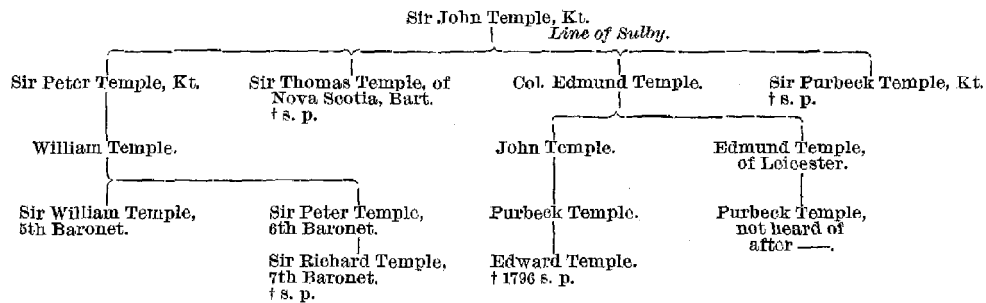 Sir John Temple, Kt.
Line of Sulby.
Sir Peter Temple, Kt.
Sir Thomas Temple, of
Nova Scotia, Bart.
† s. p.
Col. Edmund Temple.
Sir Purbeck Temple, Kt.
† s. p.
William Temple.
John Temple.
Edmund Temple,
of Leicester.
Sir William Temple,
5th Baronet.
Sir Peter Temple,
6th Baronet.
Purbeck Temple.
Purbeck Temple,
not heard of
after ——.
Sir Richard Temple,
7th Baronet.
† s. p.
Edward Temple.
† 1796 s. p.